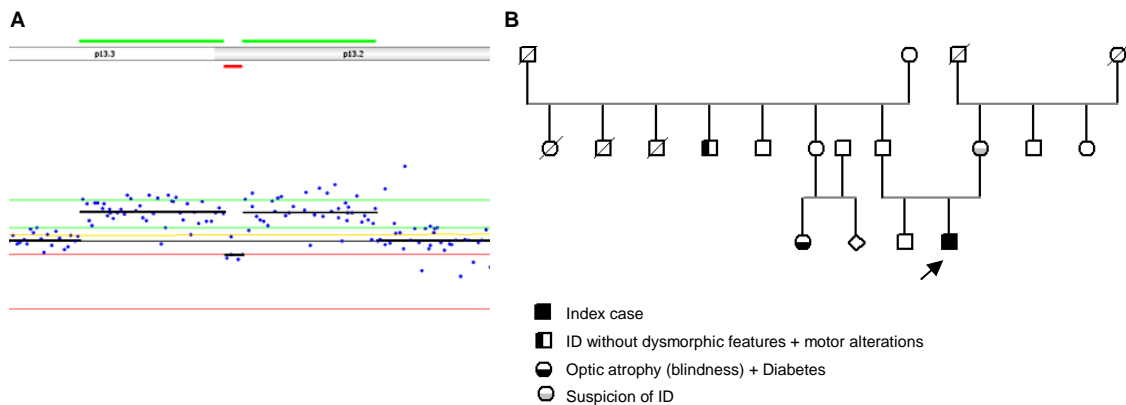 A
p13.3 p13.2
B
Index case
ID without dysmorphic features + motor alterations
Optic atrophy (blindness) + Diabetes
Suspicion of ID